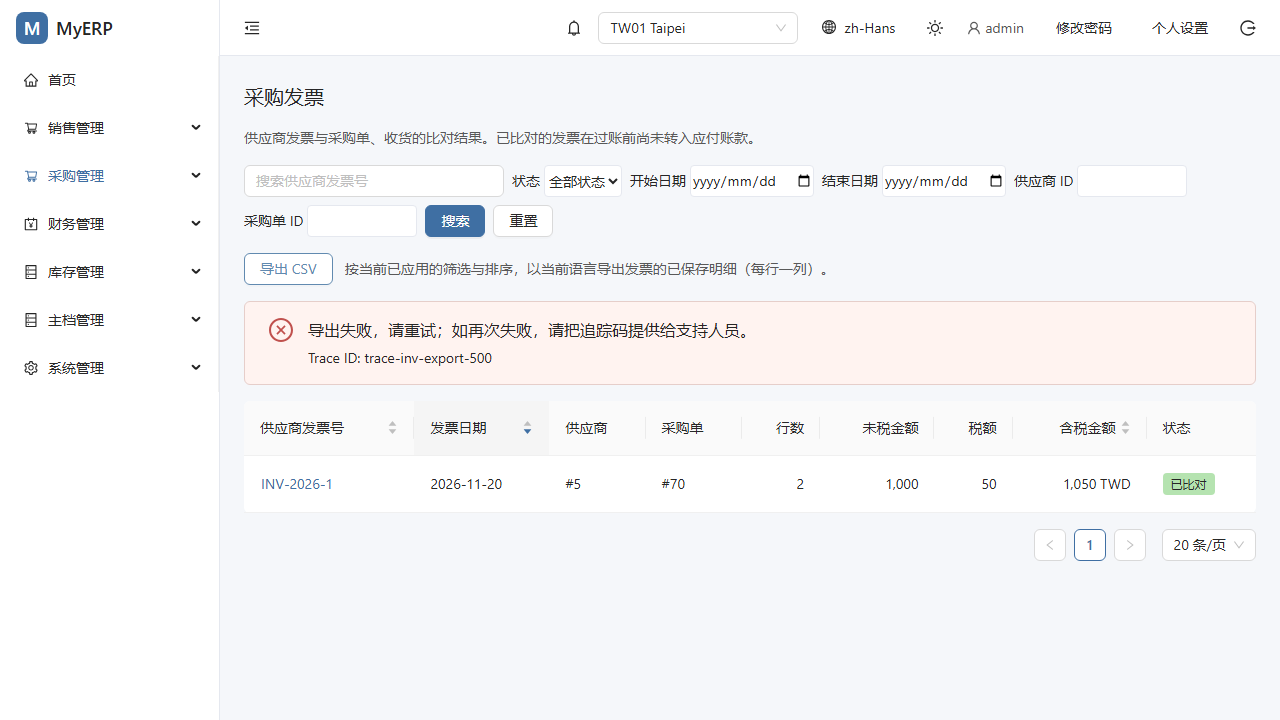 M MyERP
TW01 Taipei
zh-Hans
admin
修改密码
个人设置
首页
销售管理
采购管理
财务管理
库存管理
主档管理
系统管理
采购发票
供应商发票与采购单、收货的比对结果。已比对的发票在过账前尚未转入应付账款。
搜索供应商发票号
状态 全部状态
开始日期 yyyy/mm/dd
结束日期 yyyy/mm/dd
供应商 ID
采购单 ID
搜索
重置
导出 CSV
按当前已应用的筛选与排序，以当前语言导出发票的已保存明细（每行一列）。
导出失败，请重试；如再次失败，请把追踪码提供给支持人员。
Trace ID: trace-inv-export-500
供应商发票号 发票日期 供应商 采购单 行数 未税金额 税额 含税金额 状态
INV-2026-1 2026-11-20 #5 #70 2 1,000 50 1,050 TWD 已比对
1
20 条/页